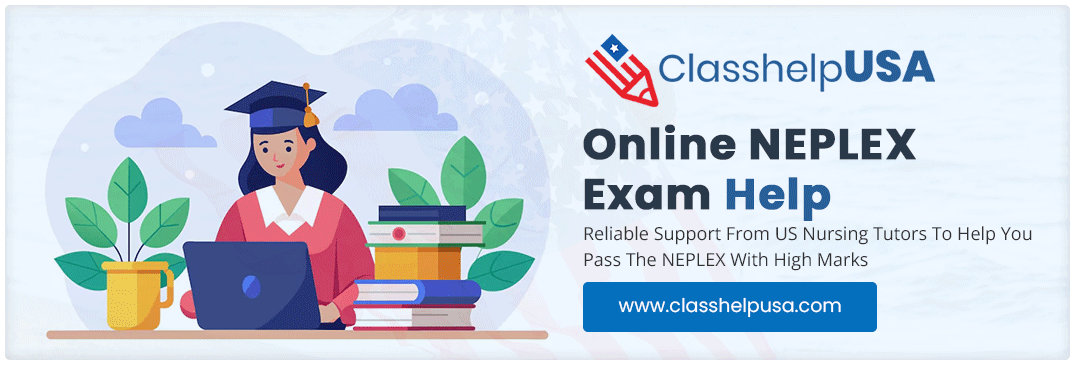 ClasshelpUSA
Online NEPLEX
Exam Help
Reliable Support From US Nursing Tutors To Help You
Pass The NEPLEX With High Marks
www.classhelpusa.com